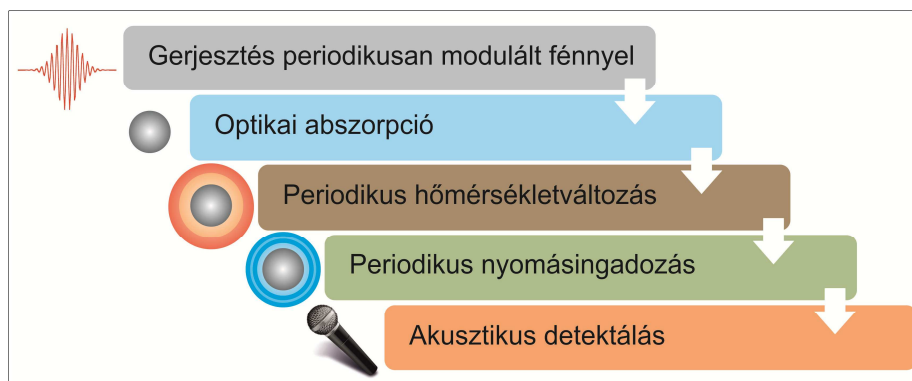 Gerjesztés periodikusan modulált fénnyel
Optikai abszorpció
Periodikus hőmérsékletváltozás
Periodikus nyomásingadozás
Akusztikus detektálás